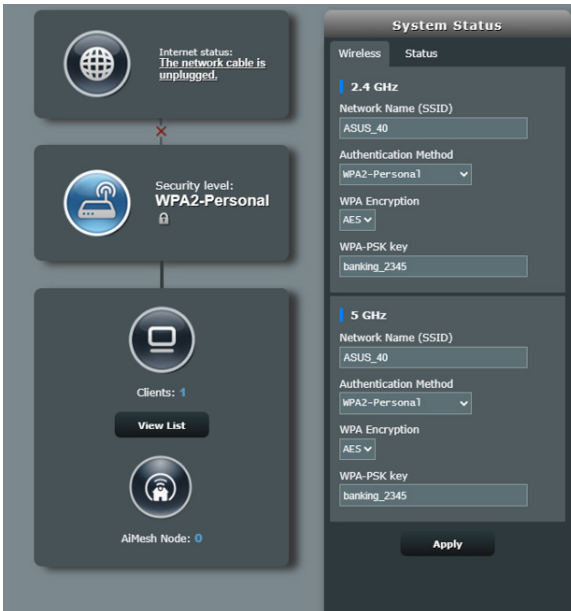 Internet status:
The network cable is
unplugged.
Security level:
WPA2-Personal
Clients: 1
View List
AiMesh Node: 0
System Status
Wireless Status
2.4 GHz
Network Name (SSID)
ASUS_40
Authentication Method
WPA2-Personal
WPA Encryption
AES
WPA-PSK key
banking_2345
5 GHz
Network Name (SSID)
ASUS_40
Authentication Method
WPA2-Personal
WPA Encryption
AES
WPA-PSK key
banking_2345
Apply